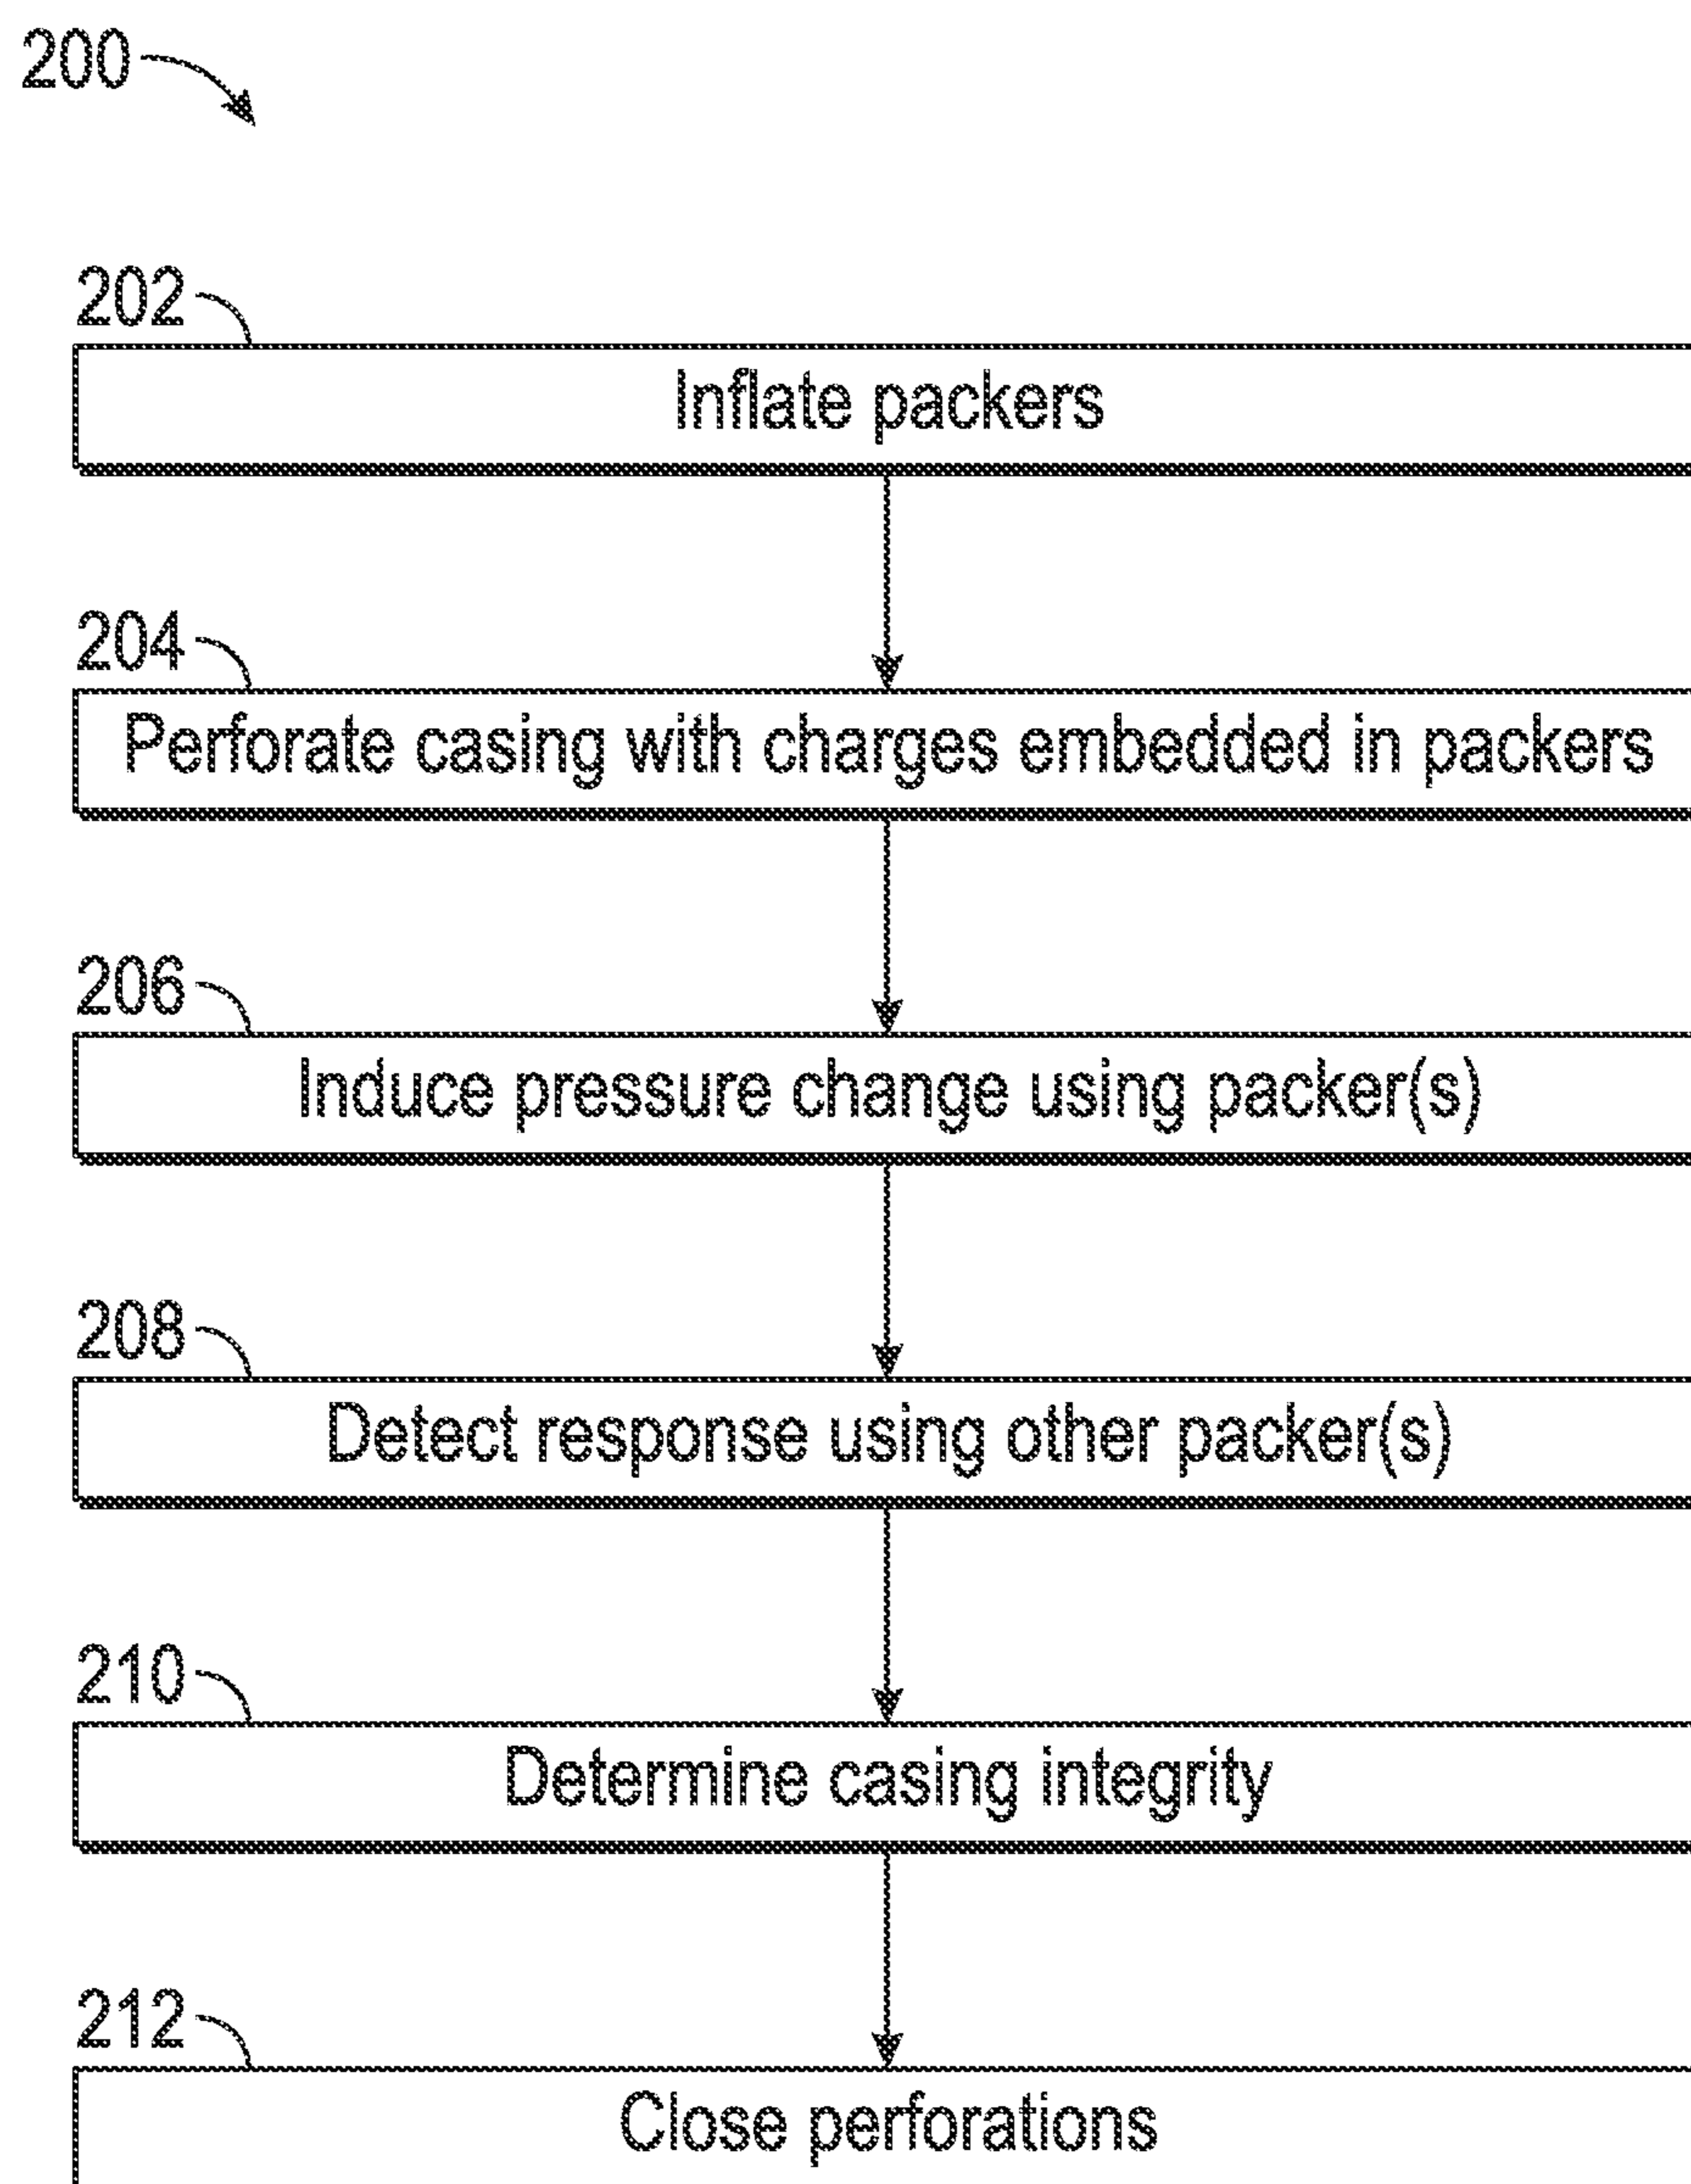 200
202
Inflate packers
204
Perforate casing with charges embedded in packers
206
Induce pressure change using packer(s)
208
Detect response using other packer(s)
210
Determine casing integrity
212
Close perforations